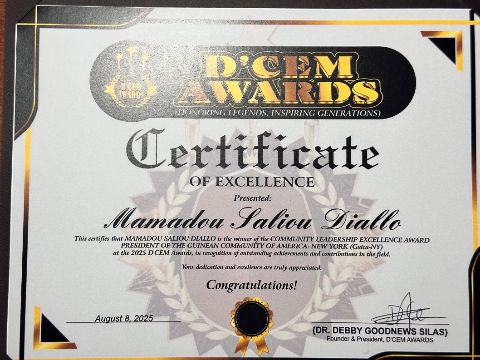 D'CEM
AWARD
D'CEM
AWARDS
(HONORING LEGENDS, INSPIRING GENERATIONS)
Certificate
OF EXCELLENCE
Presented:
Mamadou Saliou Diallo
This certifies that MAMADOU SALIOU DIALLO is the winner of the COMMUNITY LEADERSHIP EXCELLENCE AWARD
PRESIDENT OF THE GUINEAN COMMUNITY OF AMERICA- NEW YORK (Guica-NY)
at the 2025 D'CEM Awards, in recognition of outstanding achievements and contributions in the field.
Your dedication and excellence are truly appreciated.
Congratulations!
August 8, 2025
(DR. DEBBY GOODNEWS SILAS)
Founder & President, D'CEM AWARDS